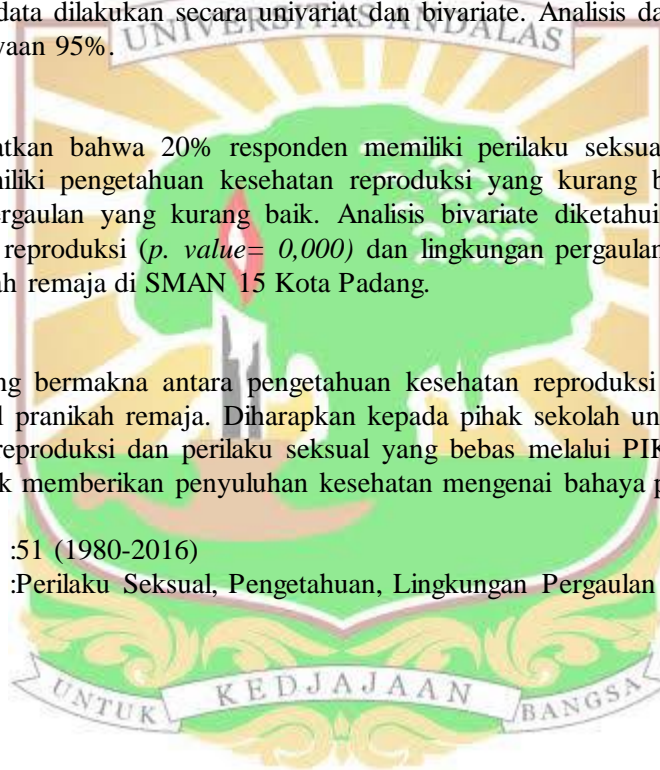 data dilakukan secara univariat dan bivariate. Analisis da
yaan 95%.
UNIVERSITAS ANDALAS
atkan bahwa 20% responden memiliki perilaku seksua
niliki pengetahuan kesehatan reproduksi yang kurang b
ergaulan yang kurang baik. Analisis bivariate diketahui
reproduksi (p. value= 0,000) dan lingkungan pergaulan
ah remaja di SMAN 15 Kota Padang.
ng bermakna antara pengetahuan kesehatan reproduksi
l pranikah remaja. Diharapkan kepada pihak sekolah un
reproduksi dan perilaku seksual yang bebas melalui PIK
k memberikan penyuluhan kesehatan mengenai bahaya p
:51 (1980-2016)
:Perilaku Seksual, Pengetahuan, Lingkungan Pergaulan
UNTUK KEDJAJAAN BANGSA